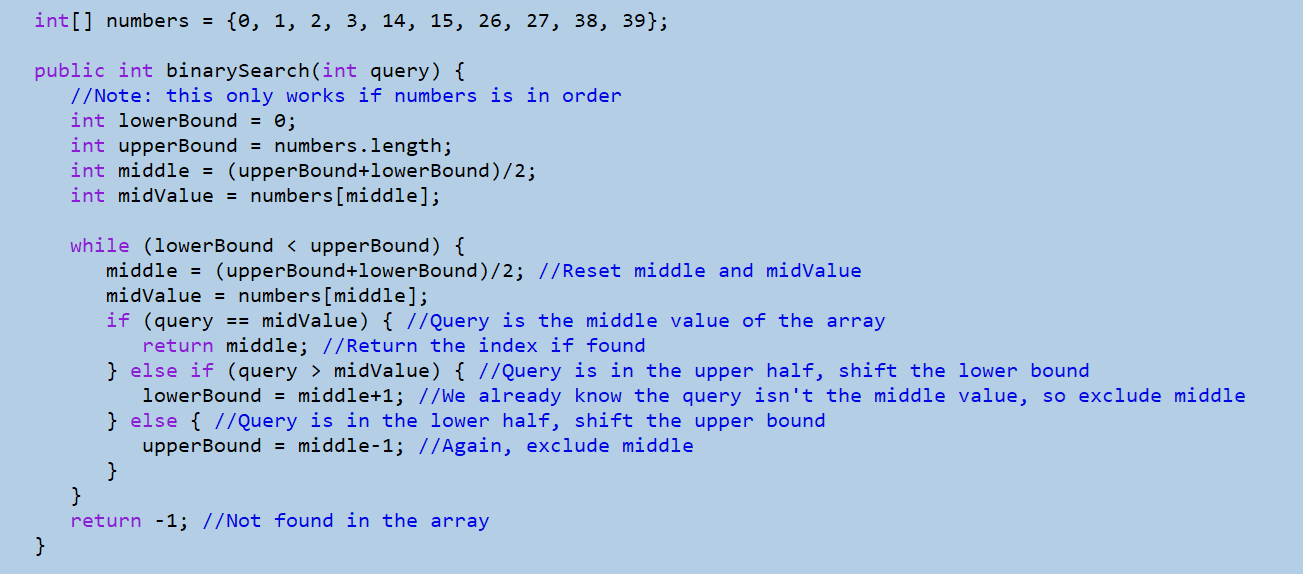 int[] numbers = {0, 1, 2, 3, 14, 15, 26, 27, 38, 39};
public int binarySearch(int query) {
//Note: this only works if numbers is in order
int lowerBound = 0;
int upperBound = numbers.length;
int middle = (upperBound+lowerBound)/2;
int midValue = numbers[middle];
while (lowerBound < upperBound) {
middle = (upperBound+lowerBound)/2; //Reset middle and midValue
midValue = numbers[middle];
if (query == midValue) { //Query is the middle value of the array
return middle; //Return the index if found
} else if (query > midValue) { //Query is in the upper half, shift the lower bound
lowerBound = middle+1; //We already know the query isn't the middle value, so exclude middle
} else { //Query is in the lower half, shift the upper bound
upperBound = middle-1; //Again, exclude middle
}
}
return -1; //Not found in the array
}